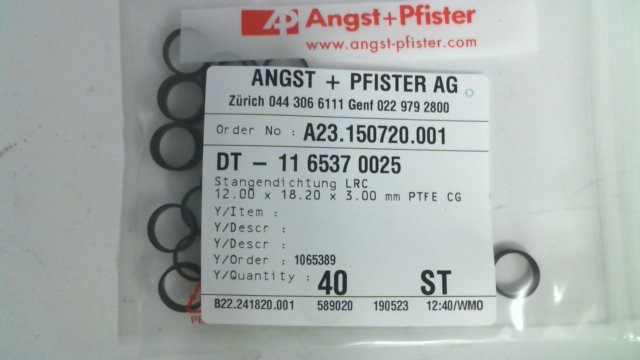 AP Angst+Pfister
www.angst-pfister.com
ANGST + PFISTER AG
Zürich 044 306 6111 Genf 022 979 2800
Order No : A23.150720.001
DT - 11 6537 0025
Stangendichtung LRC
12.00 x 18.20 x 3.00 mm PTFE CG
Y/Item :
Y/Descr :
Y/Descr :
Y/Order : 1065389
Y/Quantity : 40 ST
B22.241820.001 589020 190523 12:40/WMO